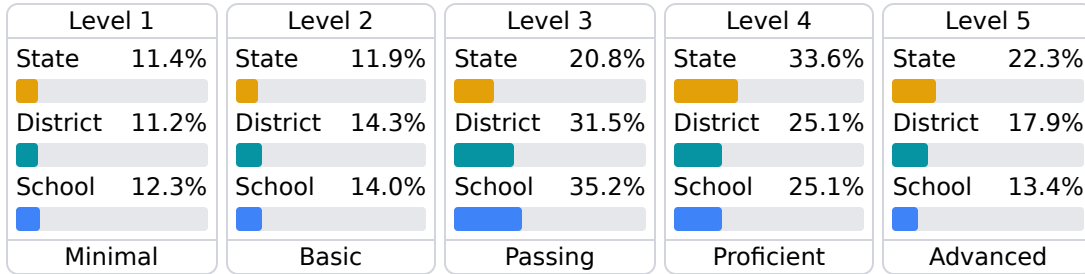 Level 1
State 11.4%
District 11.2%
School 12.3%
Minimal
Level 2
State 11.9%
District 14.3%
School 14.0%
Basic
Level 3
State 20.8%
District 31.5%
School 35.2%
Passing
Level 4
State 33.6%
District 25.1%
School 25.1%
Proficient
Level 5
State 22.3%
District 17.9%
School 13.4%
Advanced